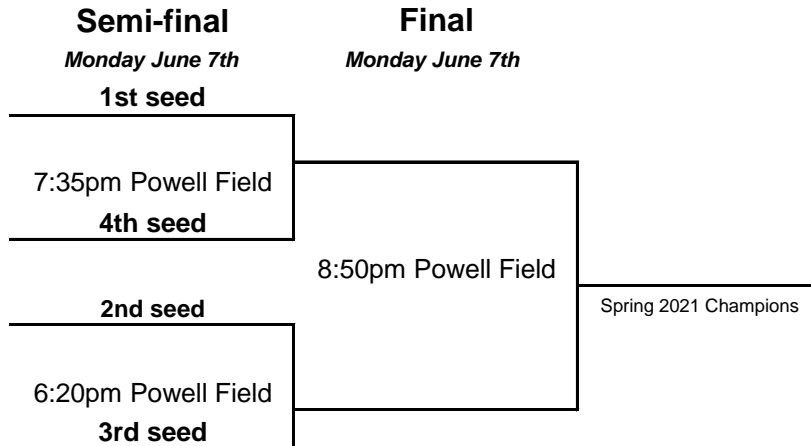 Semi-final
Final
Monday June 7th
Monday June 7th
1st seed
7:35pm Powell Field
4th seed
8:50pm Powell Field
2nd seed
Spring 2021 Champions
6:20pm Powell Field
3rd seed